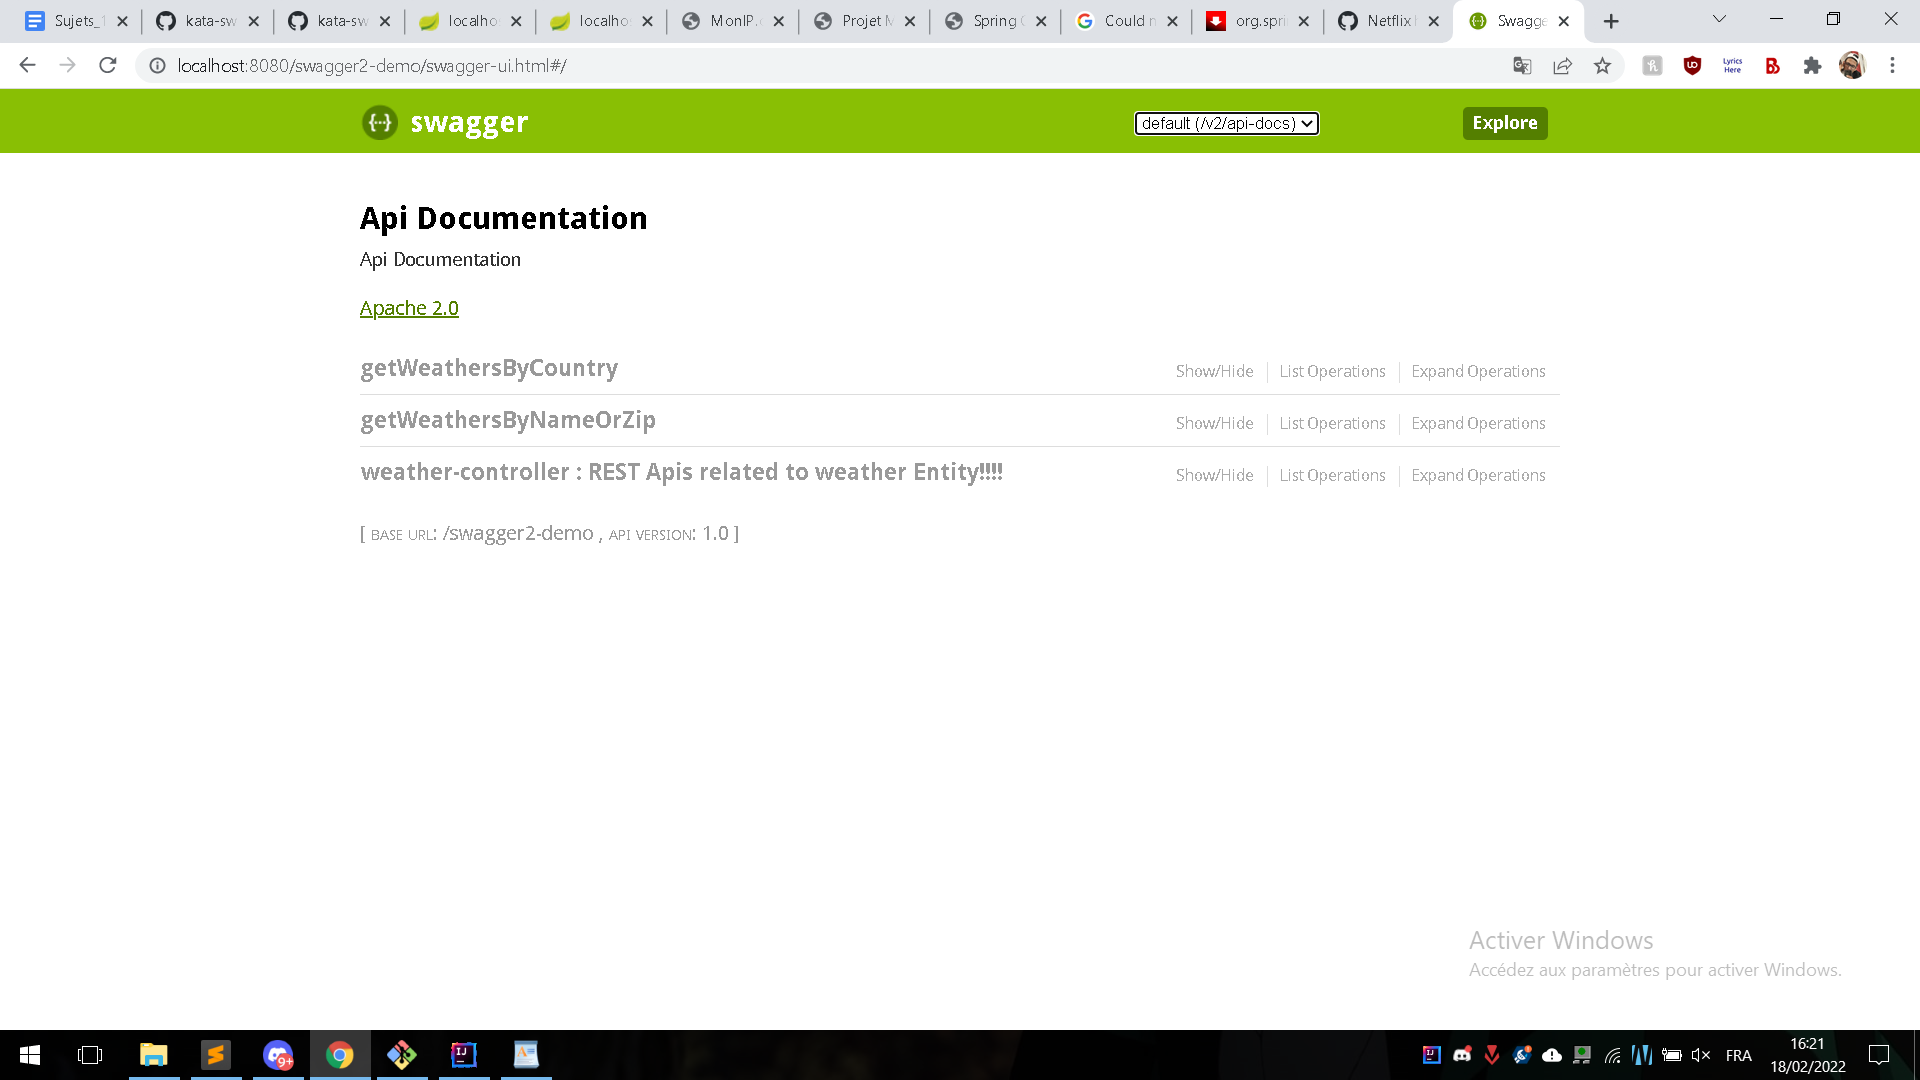 Sujets_1
kata-sw
kata-sw
localho
localho
MonIP.
Projet M
Spring C
Could n
org.spri
Netflix
Swagge
localhost:8080/swagger2-demo/swagger-ui.html#/
Lyrics
Here
swagger
default (/v2/api-docs)
Explore
Api Documentation
Api Documentation
Apache 2.0
getWeathersByCountry
Show/Hide
List Operations
Expand Operations
getWeathersByNameOrZip
Show/Hide
List Operations
Expand Operations
weather-controller : REST Apis related to weather Entity!!!!
Show/Hide
List Operations
Expand Operations
[ BASE URL: /swagger2-demo , API VERSION: 1.0 ]
Activer Windows
Accédez aux paramètres pour activer Windows.
9+
IJ
FRA
16:21
18/02/2022